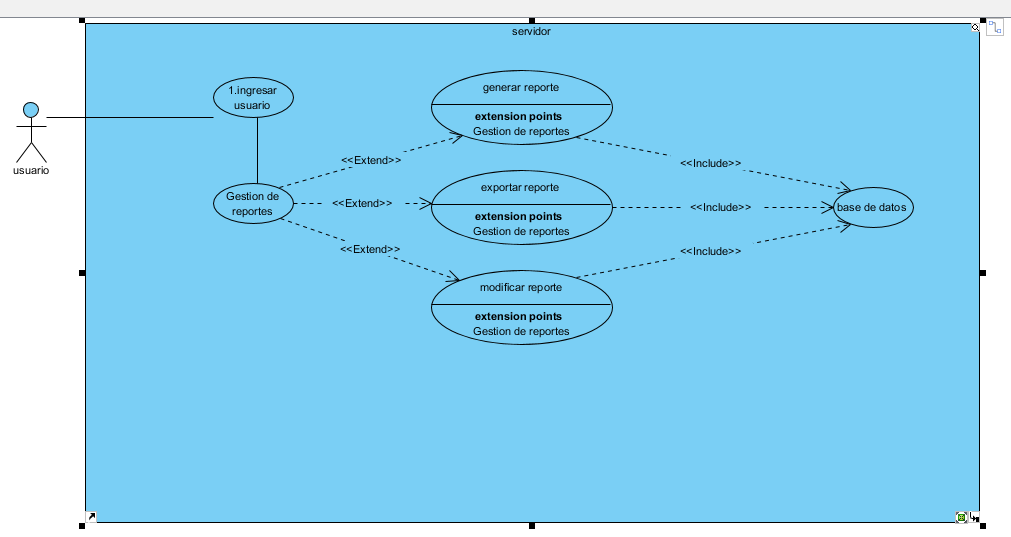 servidor
1.ingresar
usuario
usuario
Gestion de
reportes
<<Extend>>
<<Extend>>
<<Extend>>
generar reporte
extension points
Gestion de reportes
exportar reporte
extension points
Gestion de reportes
modificar reporte
extension points
Gestion de reportes
<<Include>>
<<Include>>
<<Include>>
base de datos